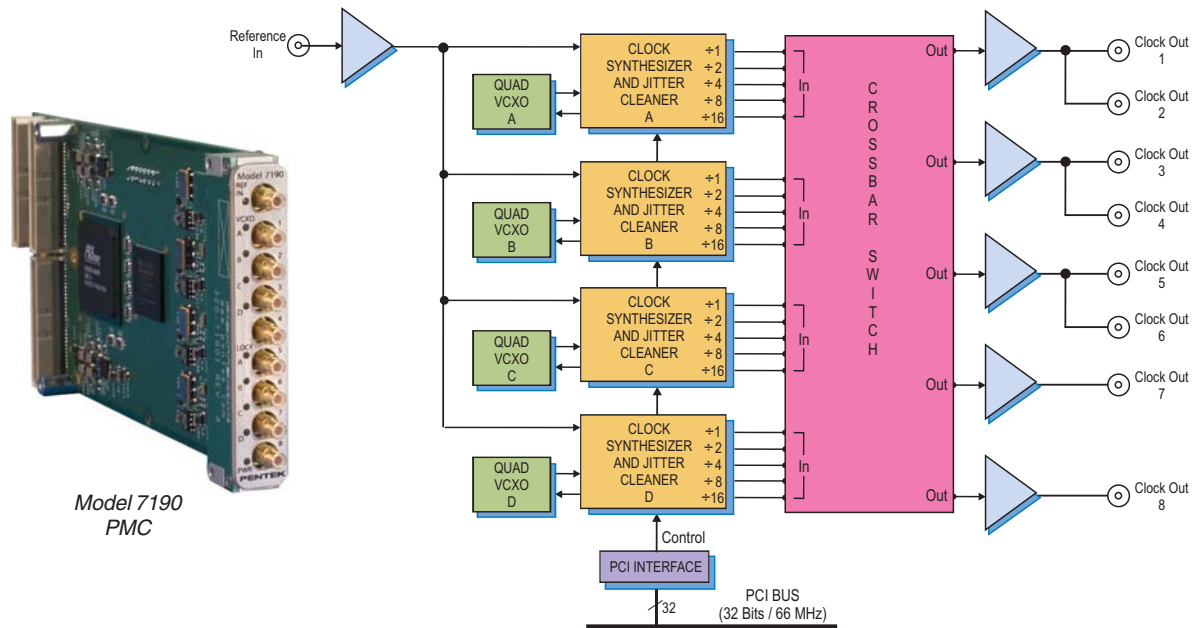 Reference
In
QUAD
VCXO
A
CLOCK
SYNTHESIZER
AND JITTER
CLEANER
A
÷1
÷2
÷4
÷8
÷16
In
QUAD
VCXO
B
CLOCK
SYNTHESIZER
AND JITTER
CLEANER
B
÷1
÷2
÷4
÷8
÷16
In
QUAD
VCXO
C
CLOCK
SYNTHESIZER
AND JITTER
CLEANER
C
÷1
÷2
÷4
÷8
÷16
In
QUAD
VCXO
D
CLOCK
SYNTHESIZER
AND JITTER
CLEANER
D
÷1
÷2
÷4
÷8
÷16
In
CROSSBAR SWITCH
Out
Out
Out
Out
Out
Clock Out
1
Clock Out
2
Clock Out
3
Clock Out
4
Clock Out
5
Clock Out
6
Clock Out
7
Clock Out
8
Control
PCI INTERFACE
32
PCI BUS
(32 Bits / 66 MHz)
Model 7190
REF
IN
VCXO
A
B
C
D
LOCK
A
B
C
D
PWR
PENTEK
Model 7190
PMC